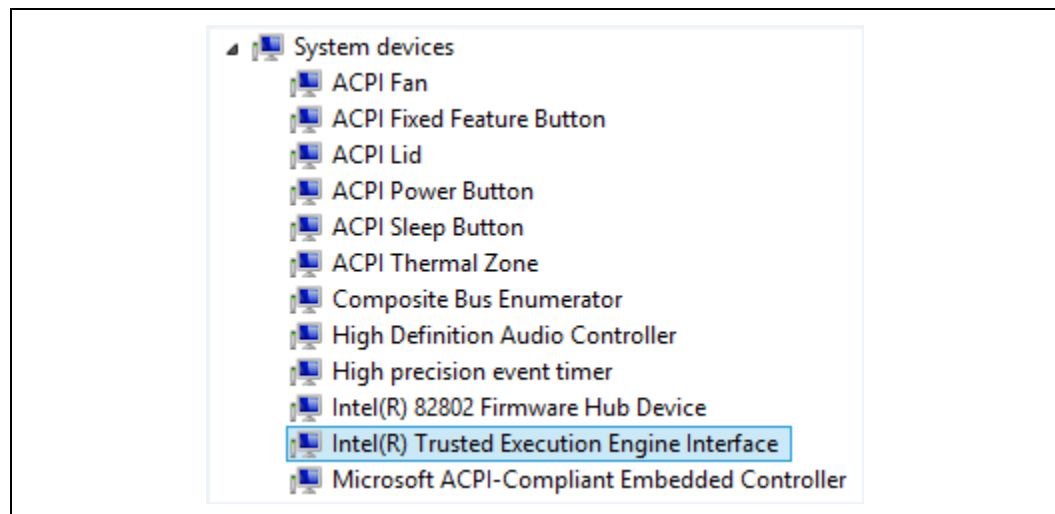 System devices
ACPI Fan
ACPI Fixed Feature Button
ACPI Lid
ACPI Power Button
ACPI Sleep Button
ACPI Thermal Zone
Composite Bus Enumerator
High Definition Audio Controller
High precision event timer
Intel(R) 82802 Firmware Hub Device
Intel(R) Trusted Execution Engine Interface
Microsoft ACPI-Compliant Embedded Controller